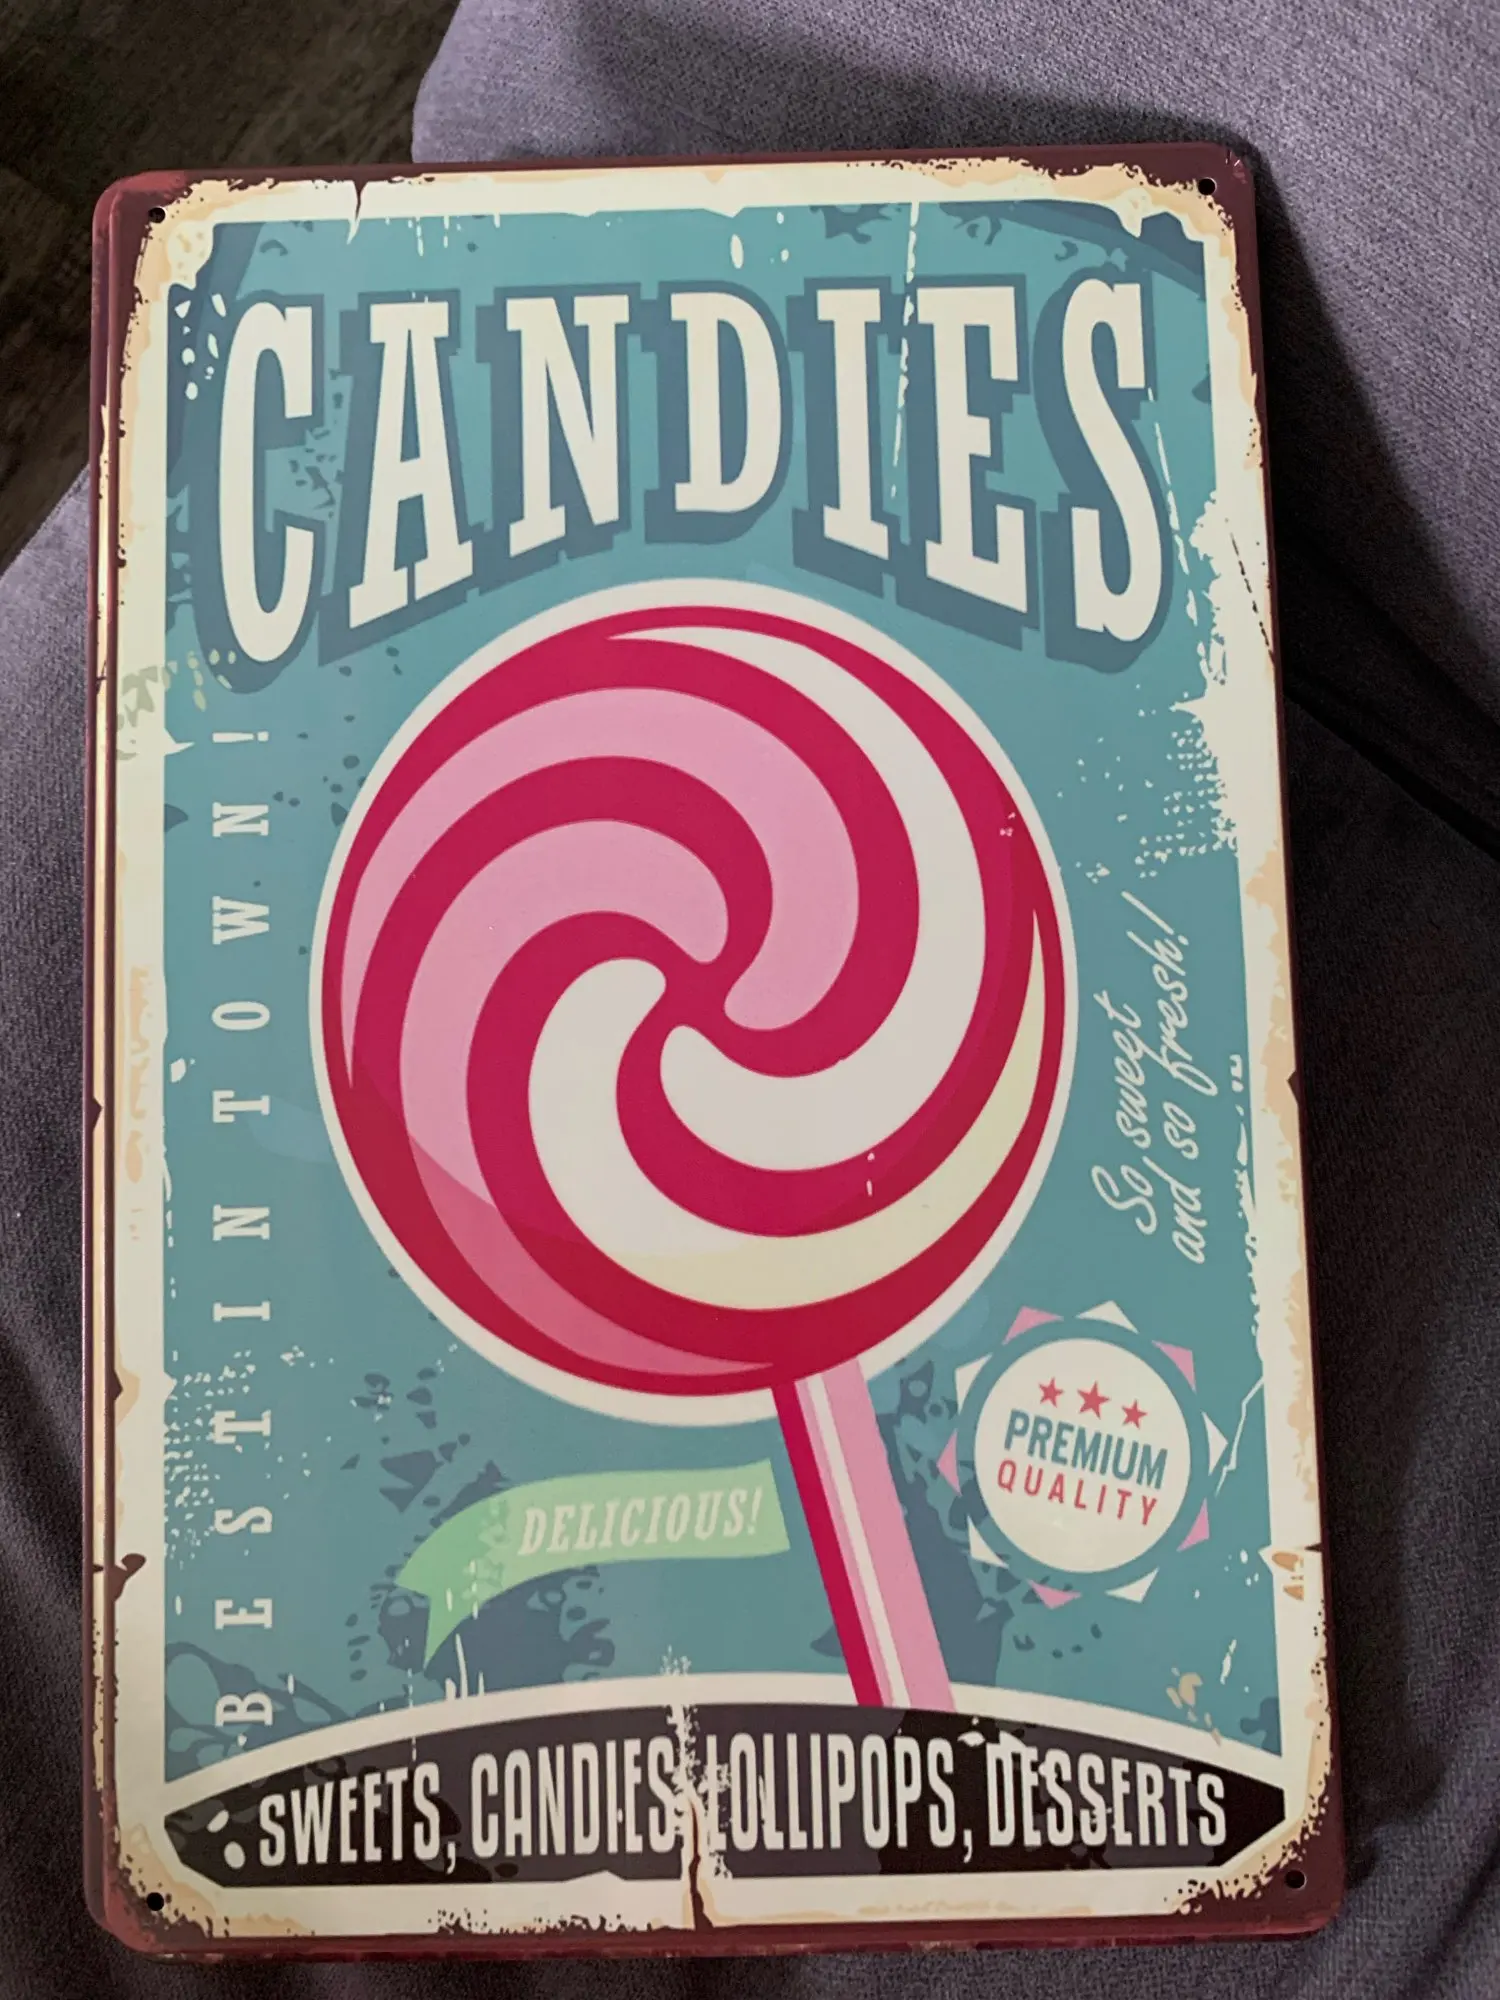 CANDIES
BEST IN TOWN!
So sweet
and so fresh!
PREMIUM
QUALITY
DELICIOUS!
SWEETS, CANDIES, LOLLIPOPS, DESSERTS